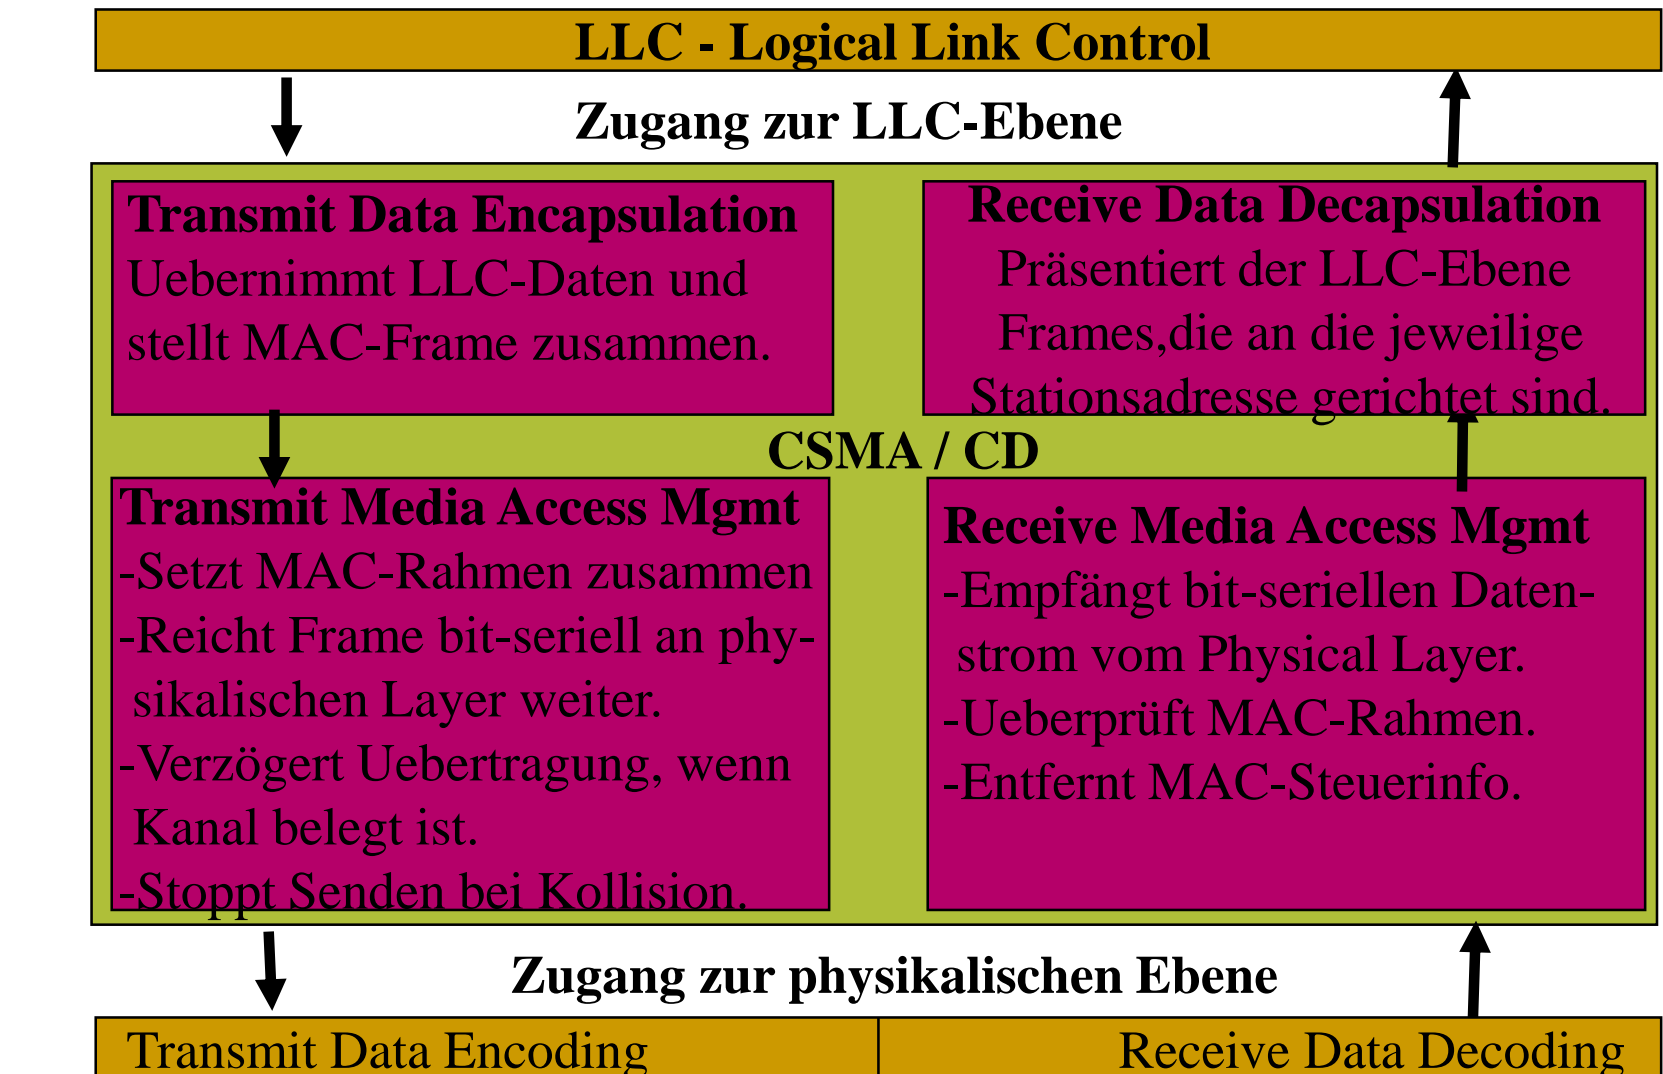 LLC - Logical Link Control
Zugang zur LLC-Ebene
Transmit Data Encapsulation
Uebernimmt LLC-Daten und
stellt MAC-Frame zusammen.
Receive Data Decapsulation
Präsentiert der LLC-Ebene
Frames,die an die jeweilige
Stationsadresse gerichtet sind.
CSMA / CD
Transmit Media Access Mgmt
-Setzt MAC-Rahmen zusammen
-Reicht Frame bit-seriell an phy-
sikalischen Layer weiter.
-Verzögert Uebertragung, wenn
Kanal belegt ist.
-Stoppt Senden bei Kollision.
Receive Media Access Mgmt
-Empfängt bit-seriellen Daten-
strom vom Physical Layer.
-Ueberprüft MAC-Rahmen.
-Entfernt MAC-Steuerinfo.
Zugang zur physikalischen Ebene
Transmit Data Encoding
Receive Data Decoding